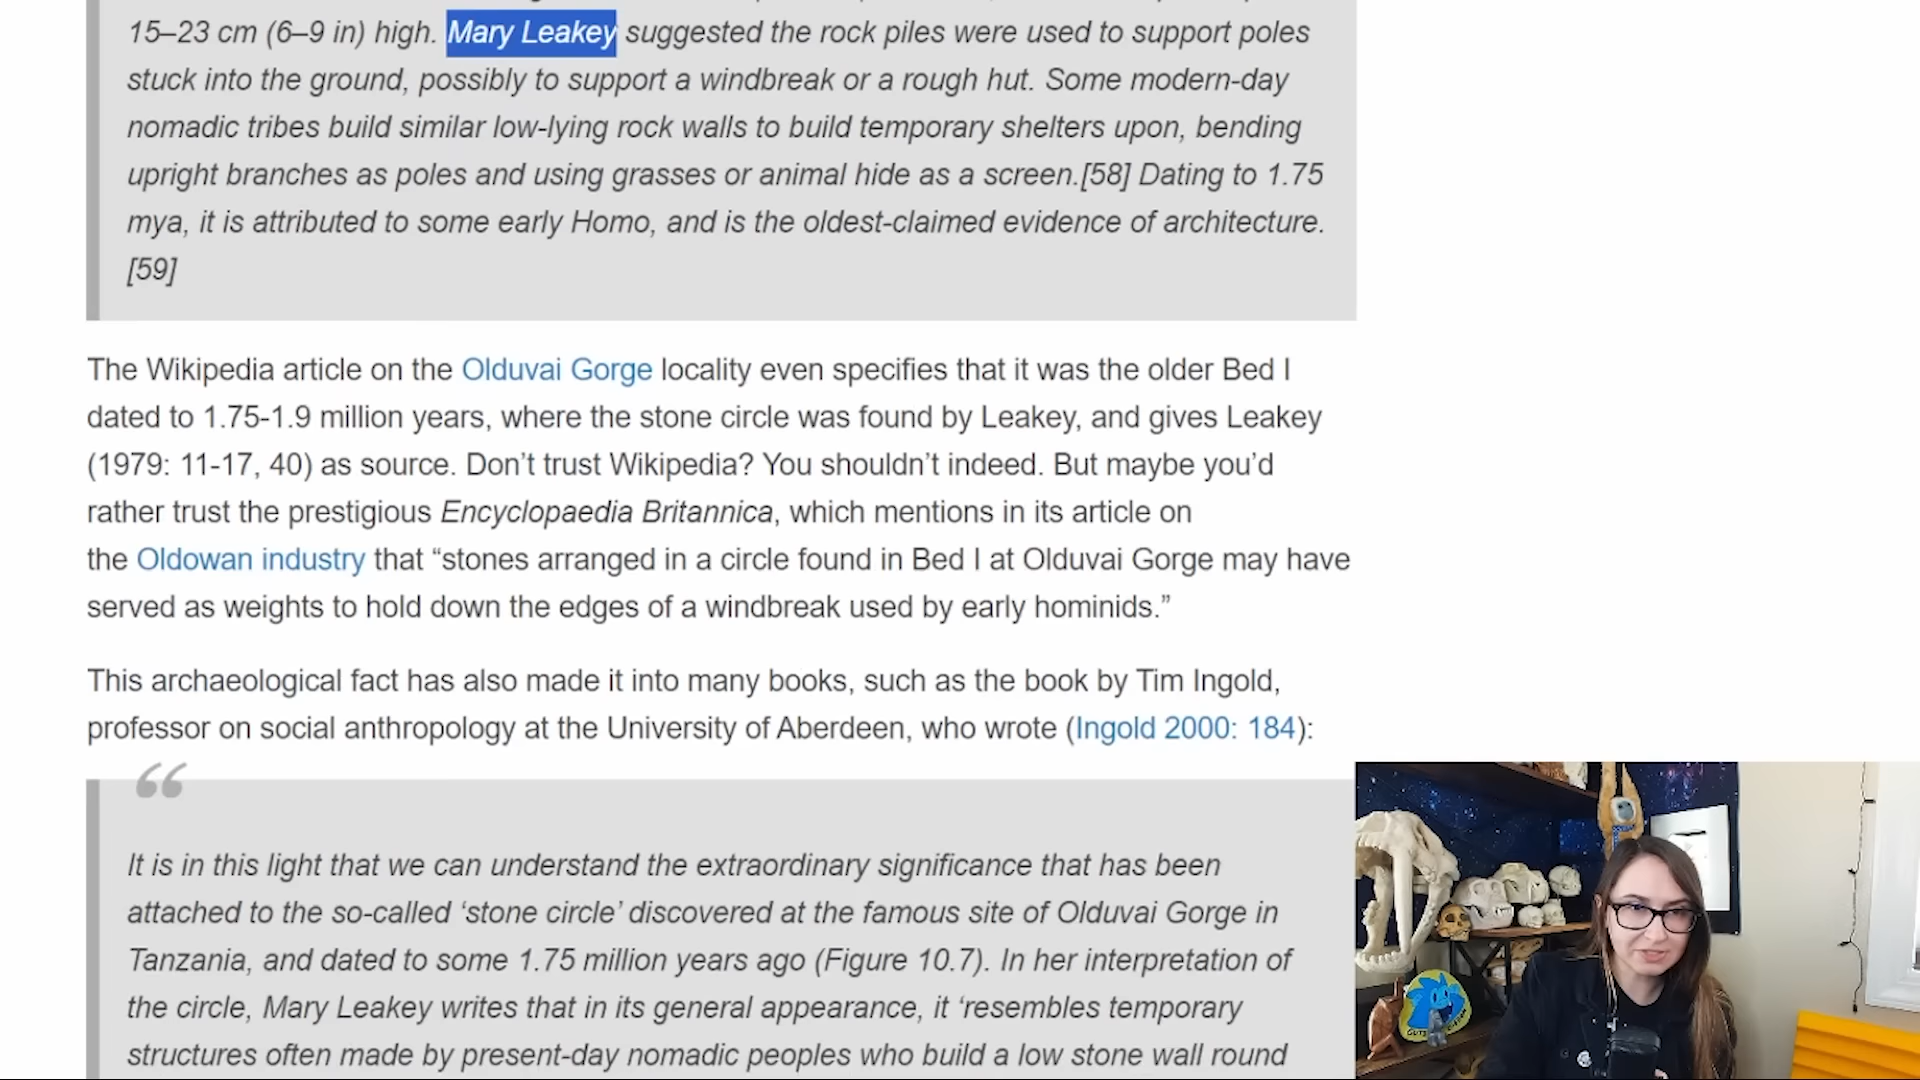 15–23 cm (6–9 in) high. Mary Leakey suggested the rock piles were used to support poles
stuck into the ground, possibly to support a windbreak or a rough hut. Some modern-day
nomadic tribes build similar low-lying rock walls to build temporary shelters upon, bending
upright branches as poles and using grasses or animal hide as a screen.[58] Dating to 1.75
mya, it is attributed to some early Homo, and is the oldest-claimed evidence of architecture.
[59]
The Wikipedia article on the Olduvai Gorge locality even specifies that it was the older Bed I
dated to 1.75-1.9 million years, where the stone circle was found by Leakey, and gives Leakey
(1979: 11-17, 40) as source. Don’t trust Wikipedia? You shouldn’t indeed. But maybe you’d
rather trust the prestigious Encyclopaedia Britannica, which mentions in its article on
the Oldowan industry that “stones arranged in a circle found in Bed I at Olduvai Gorge may have
served as weights to hold down the edges of a windbreak used by early hominids.”
This archaeological fact has also made it into many books, such as the book by Tim Ingold,
professor on social anthropology at the University of Aberdeen, who wrote (Ingold 2000: 184):
“
It is in this light that we can understand the extraordinary significance that has been
attached to the so-called ‘stone circle’ discovered at the famous site of Olduvai Gorge in
Tanzania, and dated to some 1.75 million years ago (Figure 10.7). In her interpretation of
the circle, Mary Leakey writes that in its general appearance, it ‘resembles temporary
structures often made by present-day nomadic peoples who build a low stone wall round